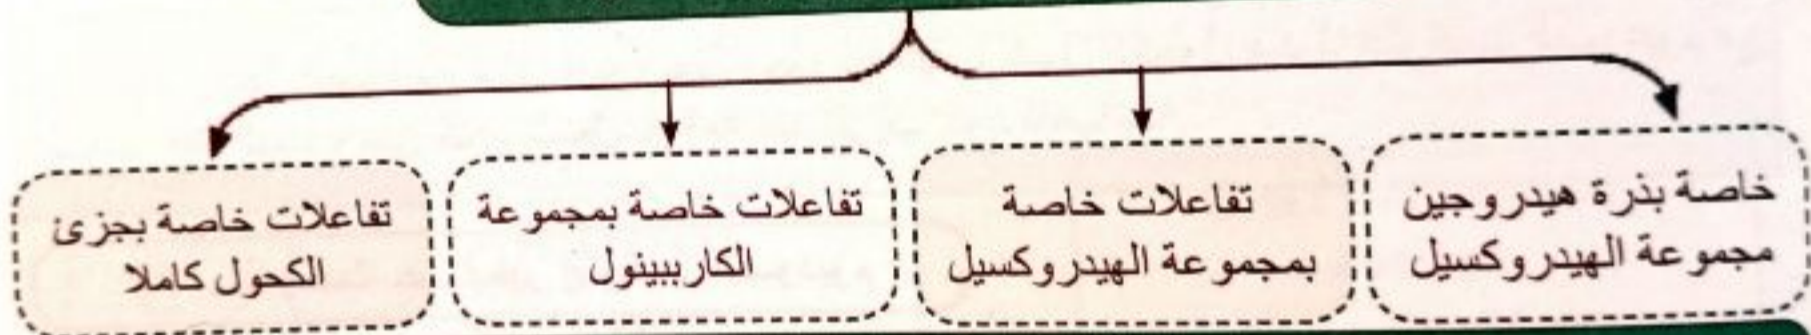 خاصة بذرة هيدروجين
مجموعة الهيدروكسيل
تفاعلات خاصة
بمجموعة الهيدروكسيل
تفاعلات خاصة بمجموعة
الكاربينول
تفاعلات خاصة بجزئ
الكحول كاملا